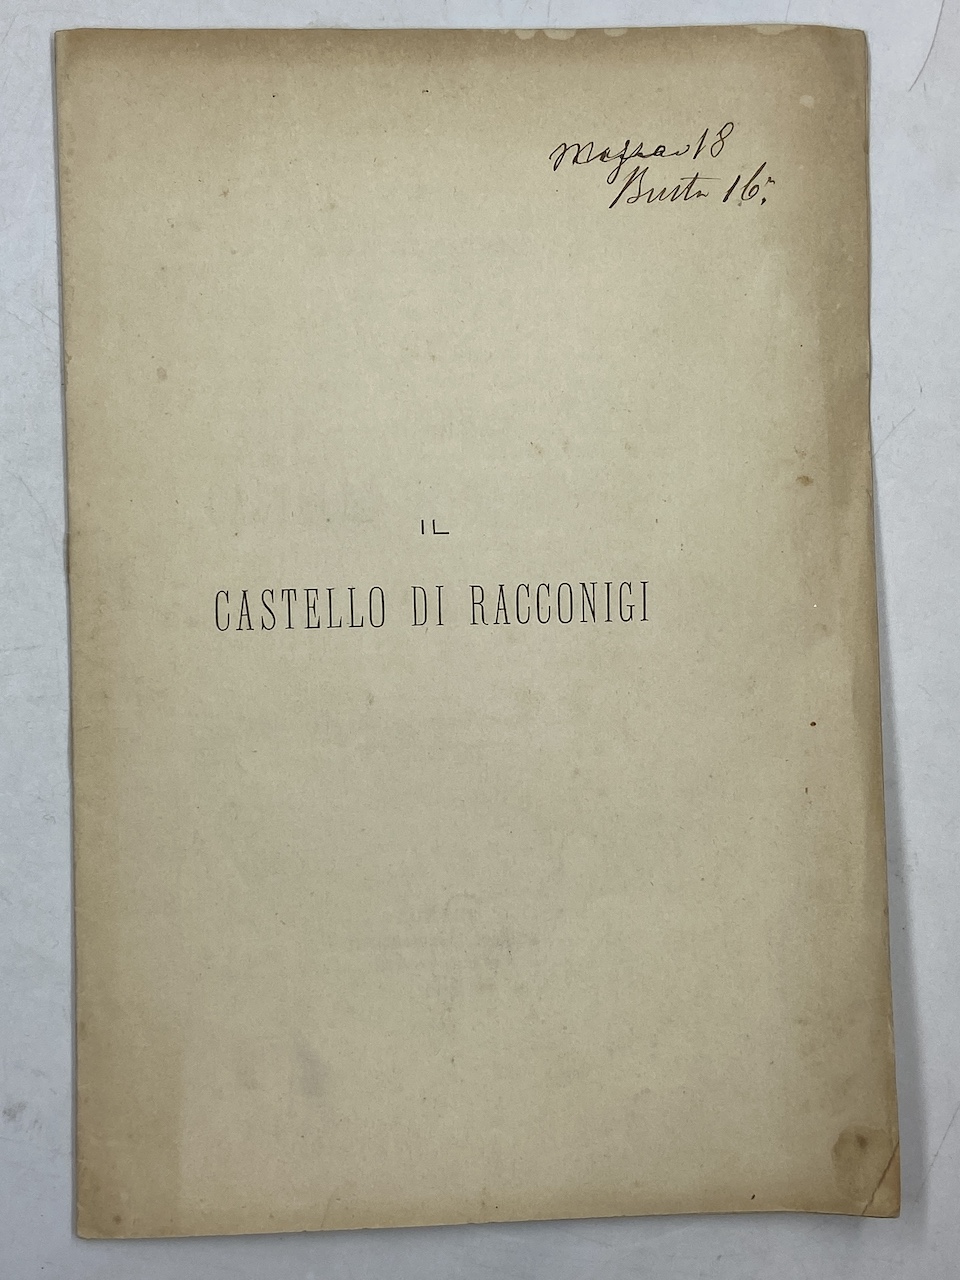 Mazzo 18
Busta 16.a
IL
CASTELLO DI RACCONIGI